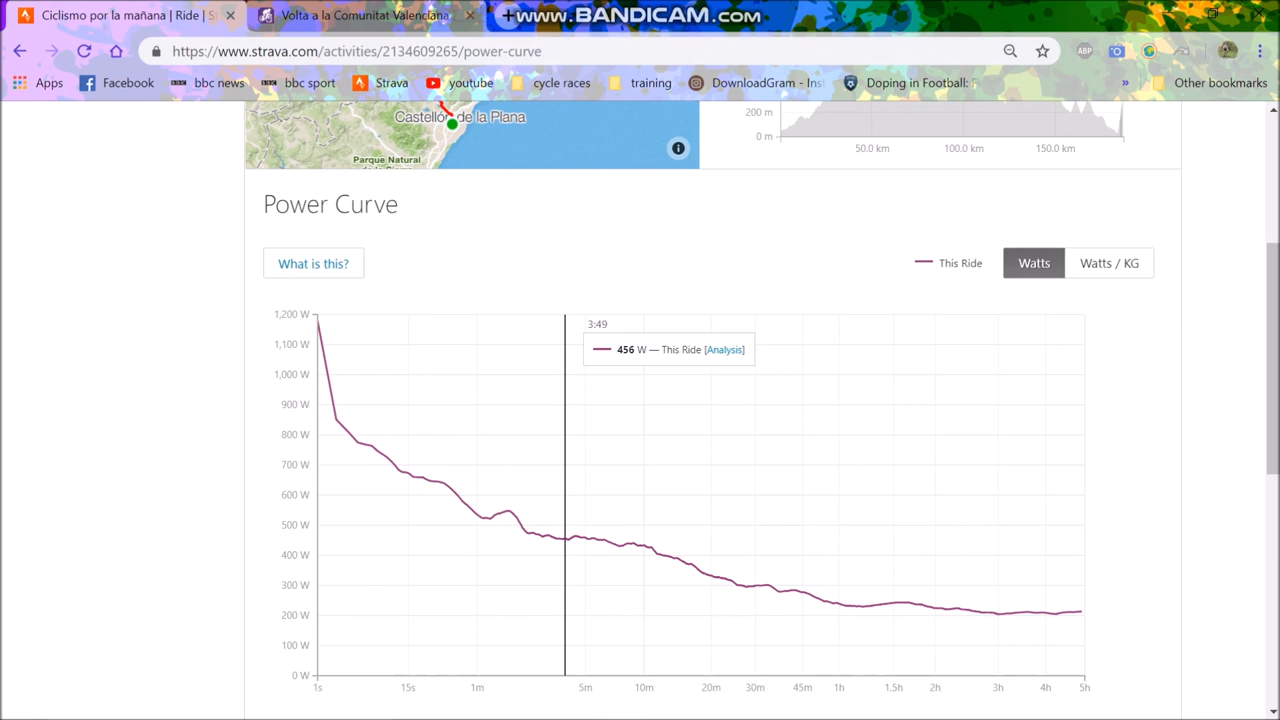 Ciclismo por la mañana | Ride | S
Volta a la Comunitat Valenciana
www.BANDICAM.com
https://www.strava.com/activities/2134609265/power-curve
ABP
Apps
Facebook
BBC bbc news
BBC bbc sport
Strava
youtube
cycle races
training
DownloadGram - Inst
Doping in Football:
»
Other bookmarks
Castellón de la Plana
Parque Natural
200 m
0 m
50.0 km 100.0 km 150.0 km
Power Curve
What is this?
This Ride
Watts
Watts / KG
1,200 W
1,100 W
1,000 W
900 W
800 W
700 W
600 W
500 W
400 W
300 W
200 W
100 W
0 W
3:49
456 W — This Ride [Analysis]
1s 15s 1m 5m 10m 20m 30m 45m 1h 1.5h 2h 3h 4h 5h